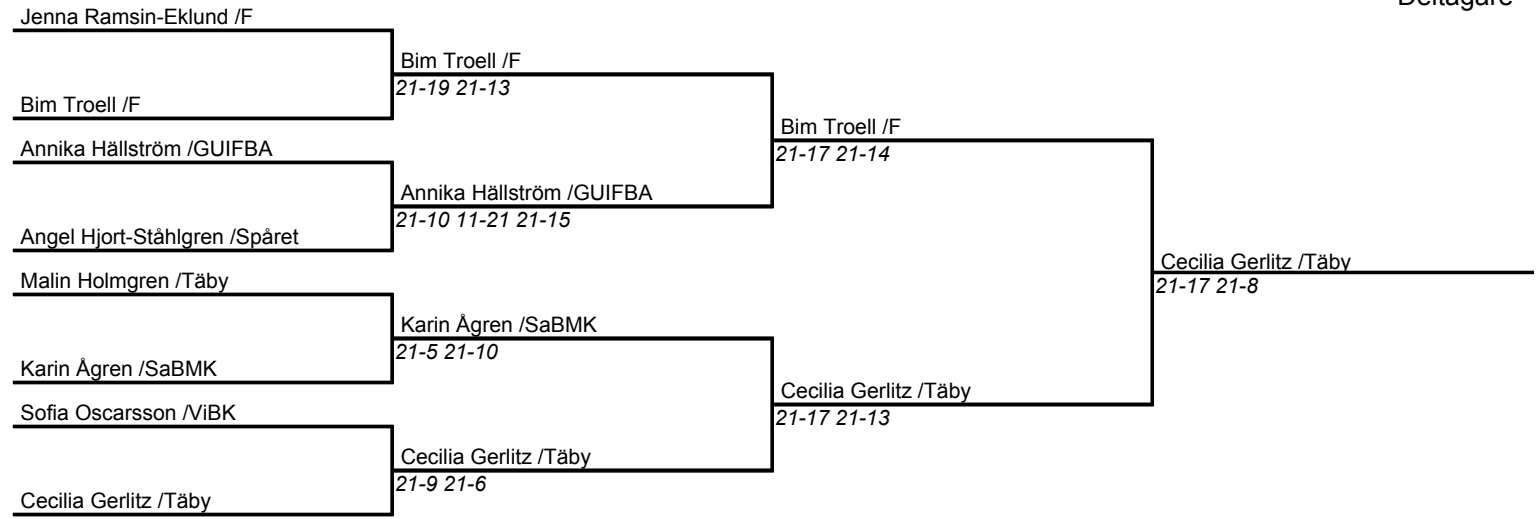 Deltagare
Jenna Ramsin-Eklund /F
Bim Troell /F
21-19 21-13
Bim Troell /F
Bim Troell /F
21-17 21-14
Annika Hällström /GUIFBA
Annika Hällström /GUIFBA
21-10 11-21 21-15
Angel Hjort-Ståhlgren /Spåret
Cecilia Gerlitz /Täby
21-17 21-8
Malin Holmgren /Täby
Karin Ågren /SaBMK
21-5 21-10
Karin Ågren /SaBMK
Cecilia Gerlitz /Täby
21-17 21-13
Sofia Oscarsson /ViBK
Cecilia Gerlitz /Täby
21-9 21-6
Cecilia Gerlitz /Täby